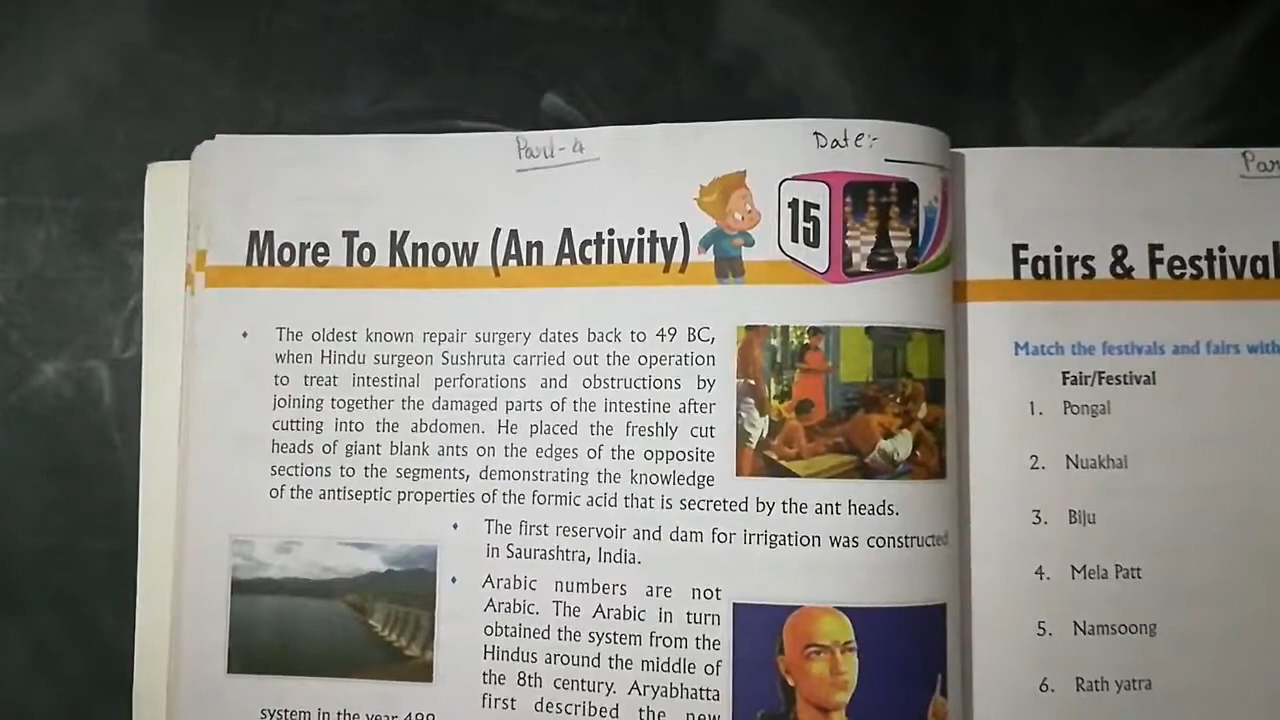 Part-4
Date:-
15
More To Know (An Activity)
• The oldest known repair surgery dates back to 49 BC,
when Hindu surgeon Sushruta carried out the operation
to treat intestinal perforations and obstructions by
joining together the damaged parts of the intestine after
cutting into the abdomen. He placed the freshly cut
heads of giant blank ants on the edges of the opposite
sections to the segments, demonstrating the knowledge
of the antiseptic properties of the formic acid that is secreted by the ant heads.
• The first reservoir and dam for irrigation was constructed
in Saurashtra, India.
• Arabic numbers are not
Arabic. The Arabic in turn
obtained the system from the
Hindus around the middle of
the 8th century. Aryabhatta
first described the new
system in the year 499
Par
Fairs & Festival
Match the festivals and fairs with
Fair/Festival
1. Pongal
2. Nuakhai
3. Biju
4. Mela Patt
5. Namsoong
6. Rath yatra